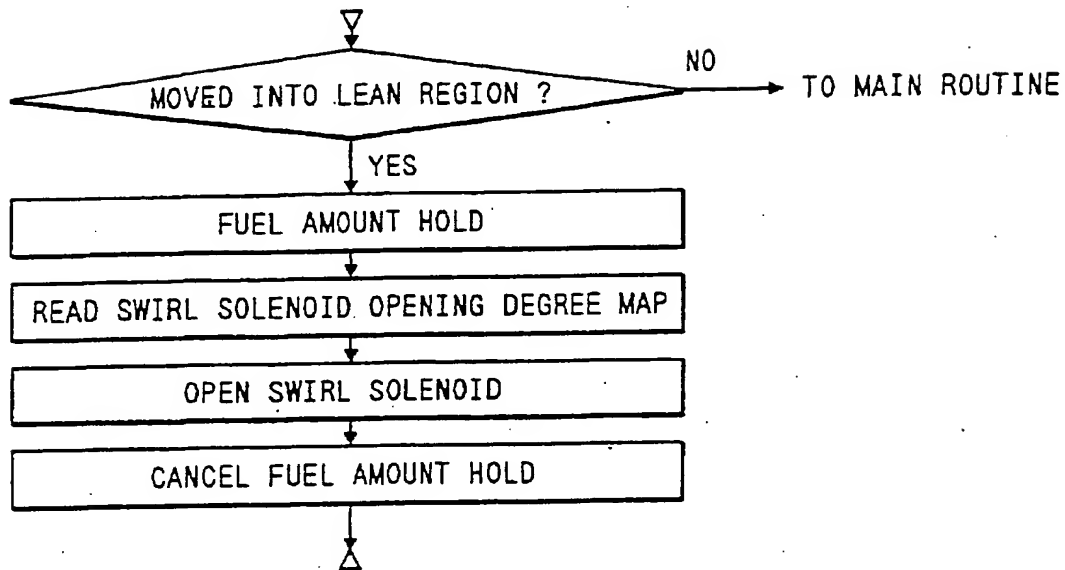 MOVED INTO LEAN REGION ?
NO
TO MAIN ROUTINE
YES
FUEL AMOUNT HOLD
READ SWIRL SOLENOID OPENING DEGREE MAP
OPEN SWIRL SOLENOID
CANCEL FUEL AMOUNT HOLD